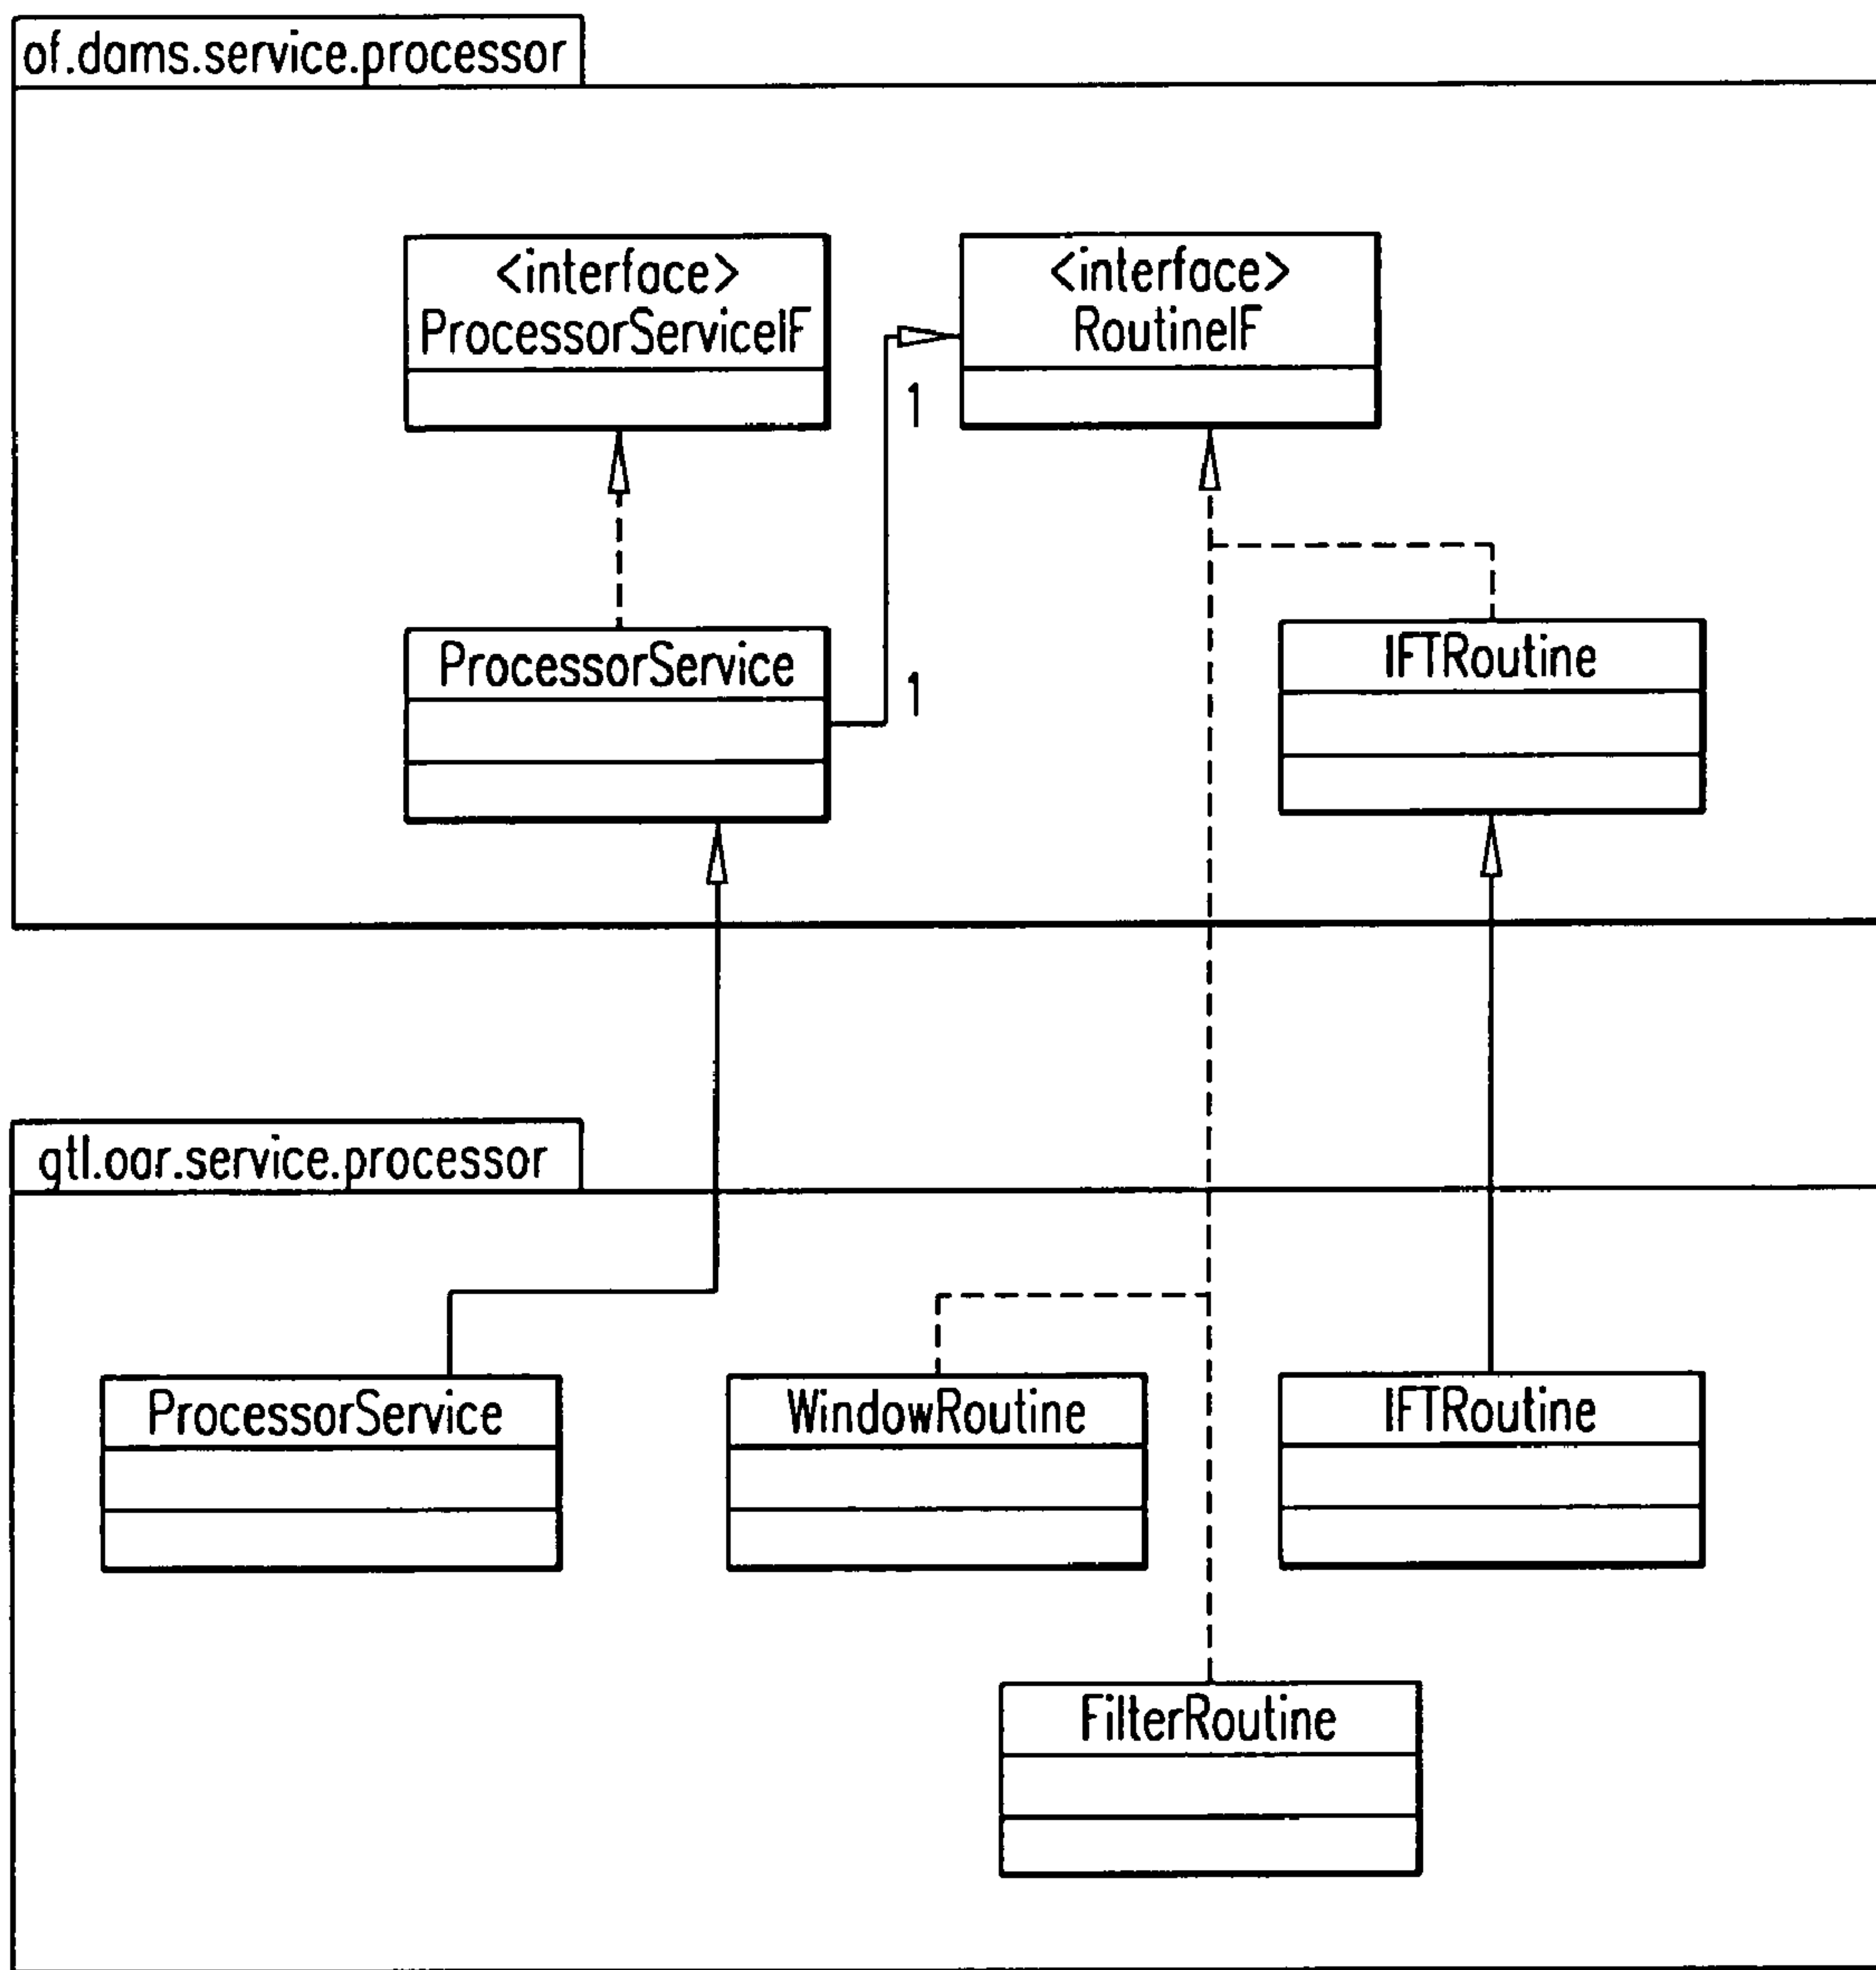 of.dams.service.processor
<interface>
ProcessorServiceIF
<interface>
RoutineIF
1
ProcessorService
1
IFTRoutine
gtl.oar.service.processor
ProcessorService
WindowRoutine
IFTRoutine
FilterRoutine